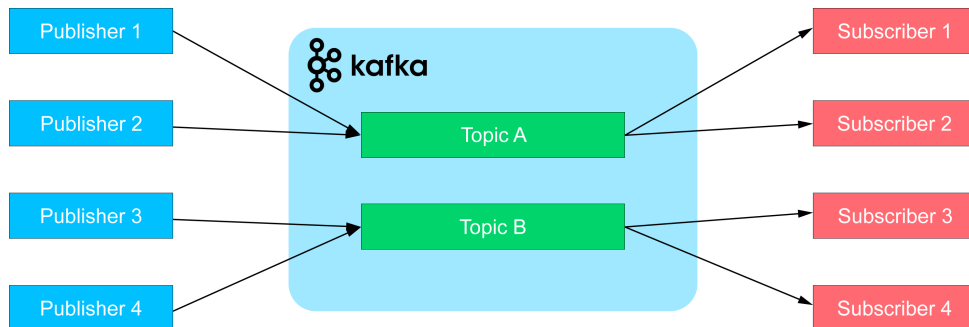 Publisher 1
Subscriber 1
kafka
Publisher 2
Topic A
Subscriber 2
Publisher 3
Topic B
Subscriber 3
Publisher 4
Subscriber 4